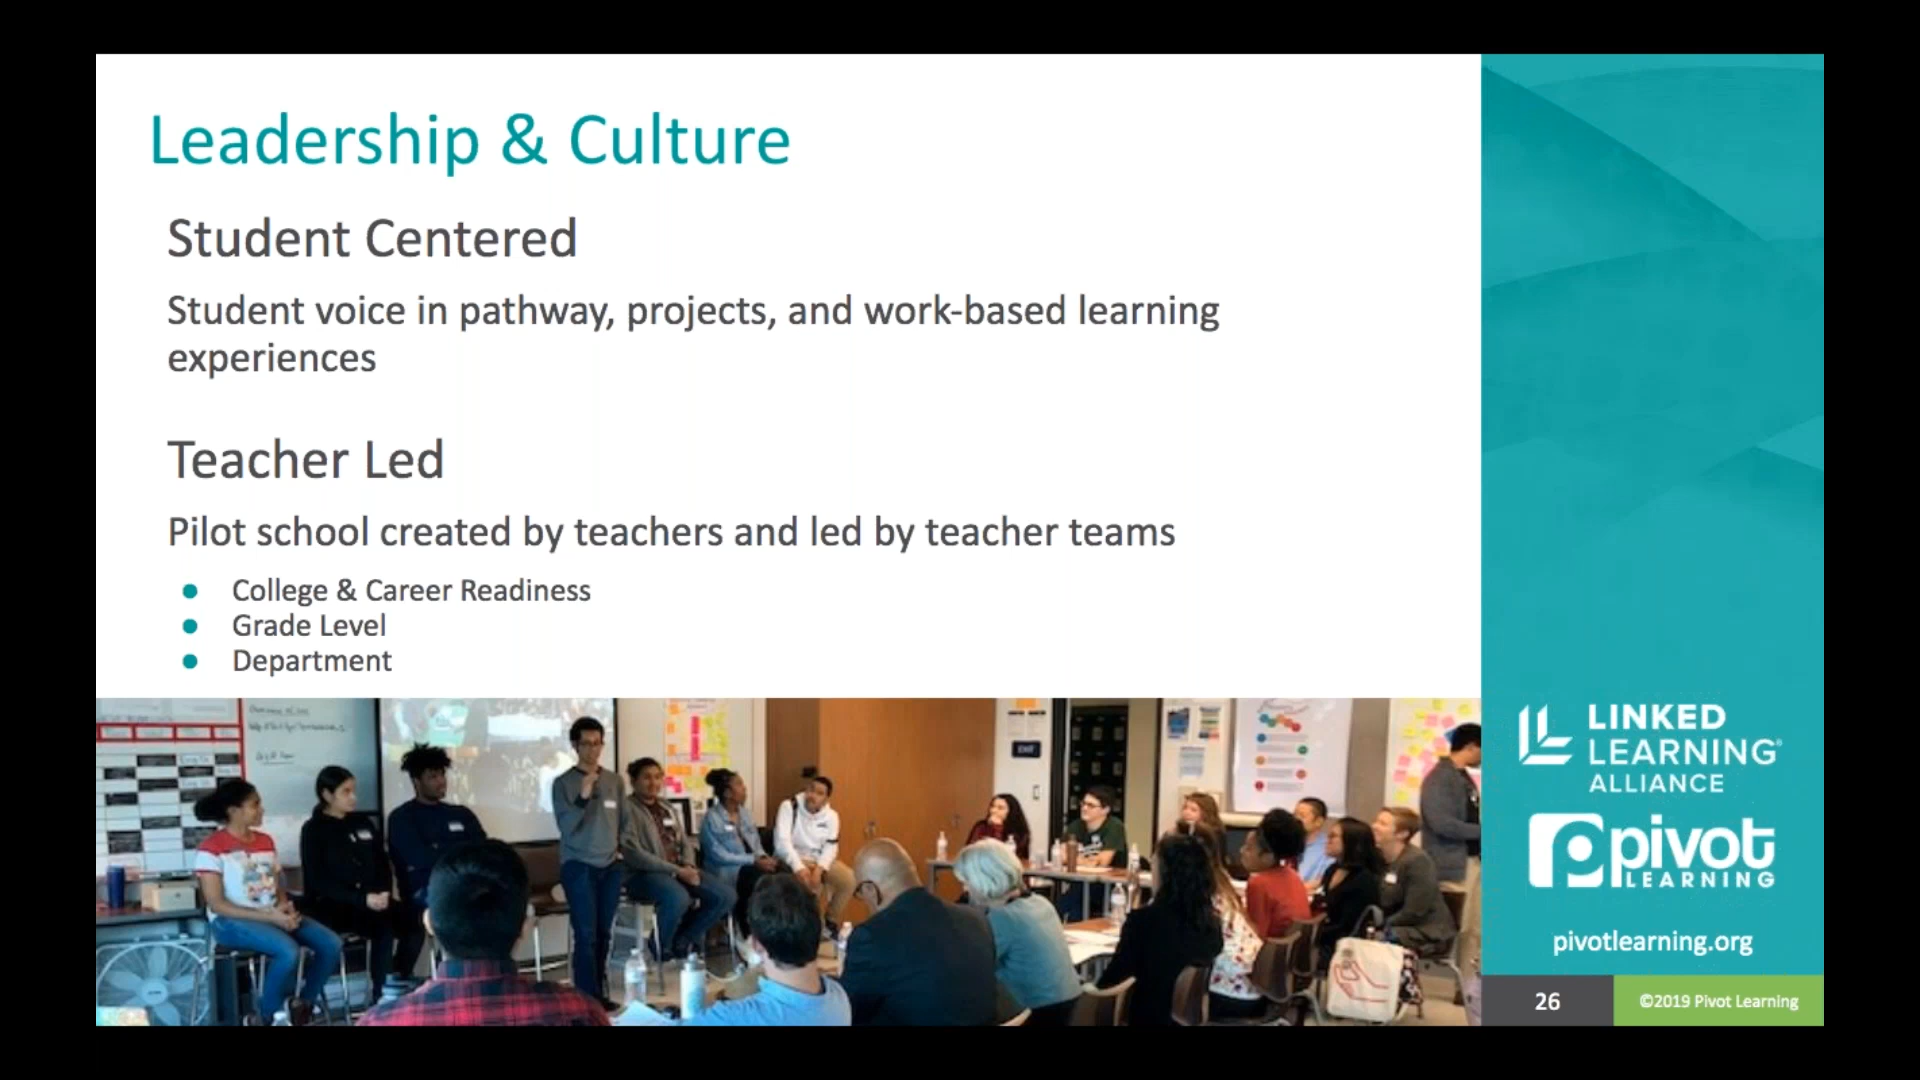 Leadership & Culture
Student Centered
Student voice in pathway, projects, and work-based learning
experiences
Teacher Led
Pilot school created by teachers and led by teacher teams
● College & Career Readiness
● Grade Level
● Department
LINKED
LEARNING®
ALLIANCE
pivot
LEARNING
pivotlearning.org
26
©2019 Pivot Learning